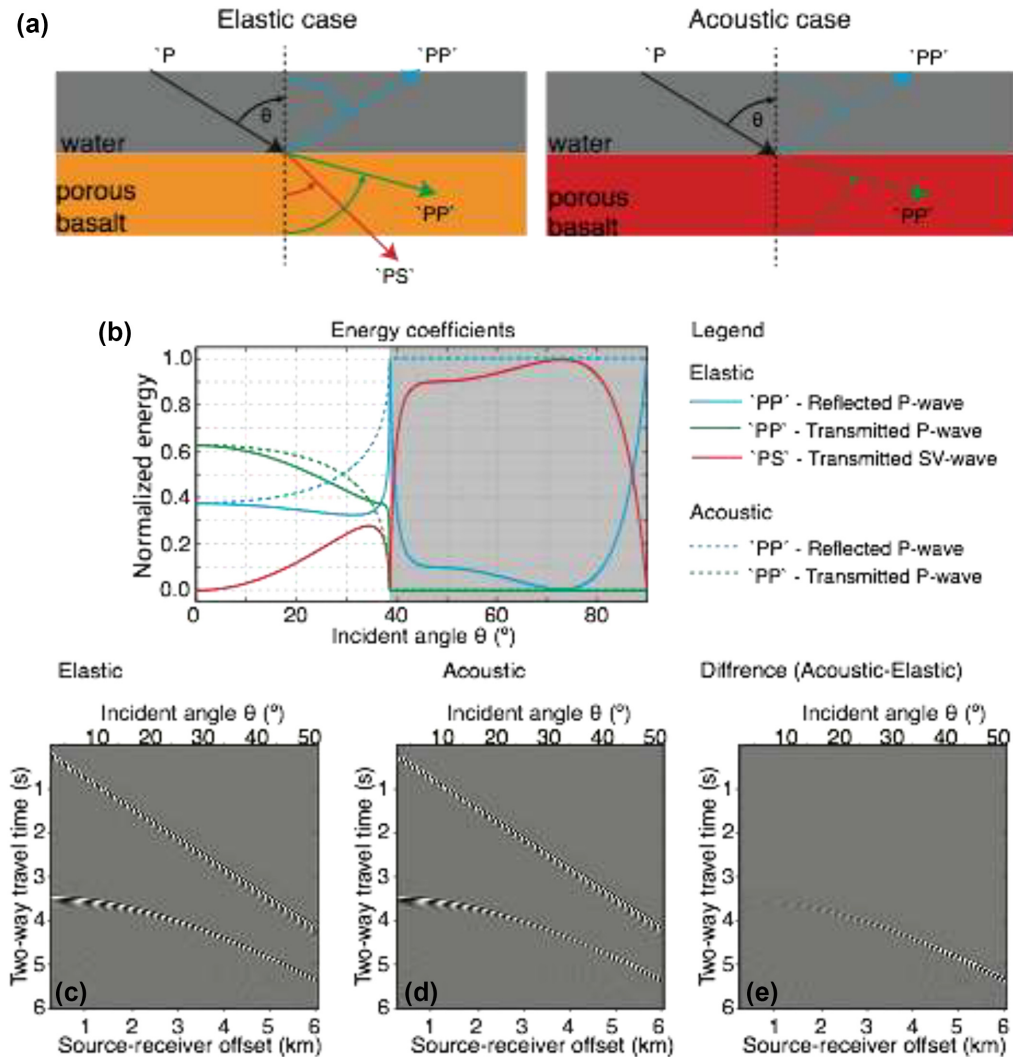 (a)
Elastic case
Acoustic case
`P
`PP´
`P
`PP´
θ
θ
water
water
porous
basalt
porous
basalt
`PP`
`PS`
`PP`
(b)
Energy coefficients
Normalized energy
1.0
0.8
0.6
0.4
0.2
0.0
0
20
40
60
80
Incident angle θ (°)
Legend
Elastic
`PP´ - Reflected P-wave
`PP` - Transmitted P-wave
`PS` - Transmitted SV-wave
Acoustic
`PP´ - Reflected P-wave
`PP` - Transmitted P-wave
Elastic
Incident angle θ (°)
10 20 30 40 50
Two-way travel time (s)
1
2
3
4
5
6
(c)
1 2 3 4 5 6
Source-receiver offset (km)
Acoustic
Incident angle θ (°)
10 20 30 40 50
Two-way travel time (s)
1
2
3
4
5
6
(d)
1 2 3 4 5 6
Source-receiver offset (km)
Diffrence (Acoustic-Elastic)
Incident angle θ (°)
10 20 30 40 50
Two-way travel time (s)
1
2
3
4
5
6
(e)
1 2 3 4 5 6
Source-receiver offset (km)